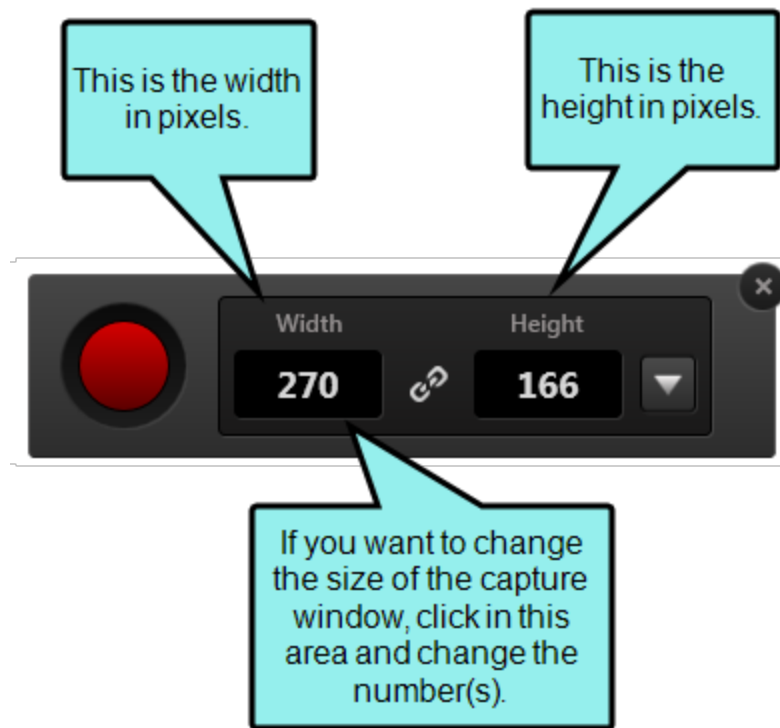 This is the width
in pixels.
This is the
height in pixels.
Width
Height
270
166
If you want to change
the size of the capture
window, click in this
area and change the
number(s).